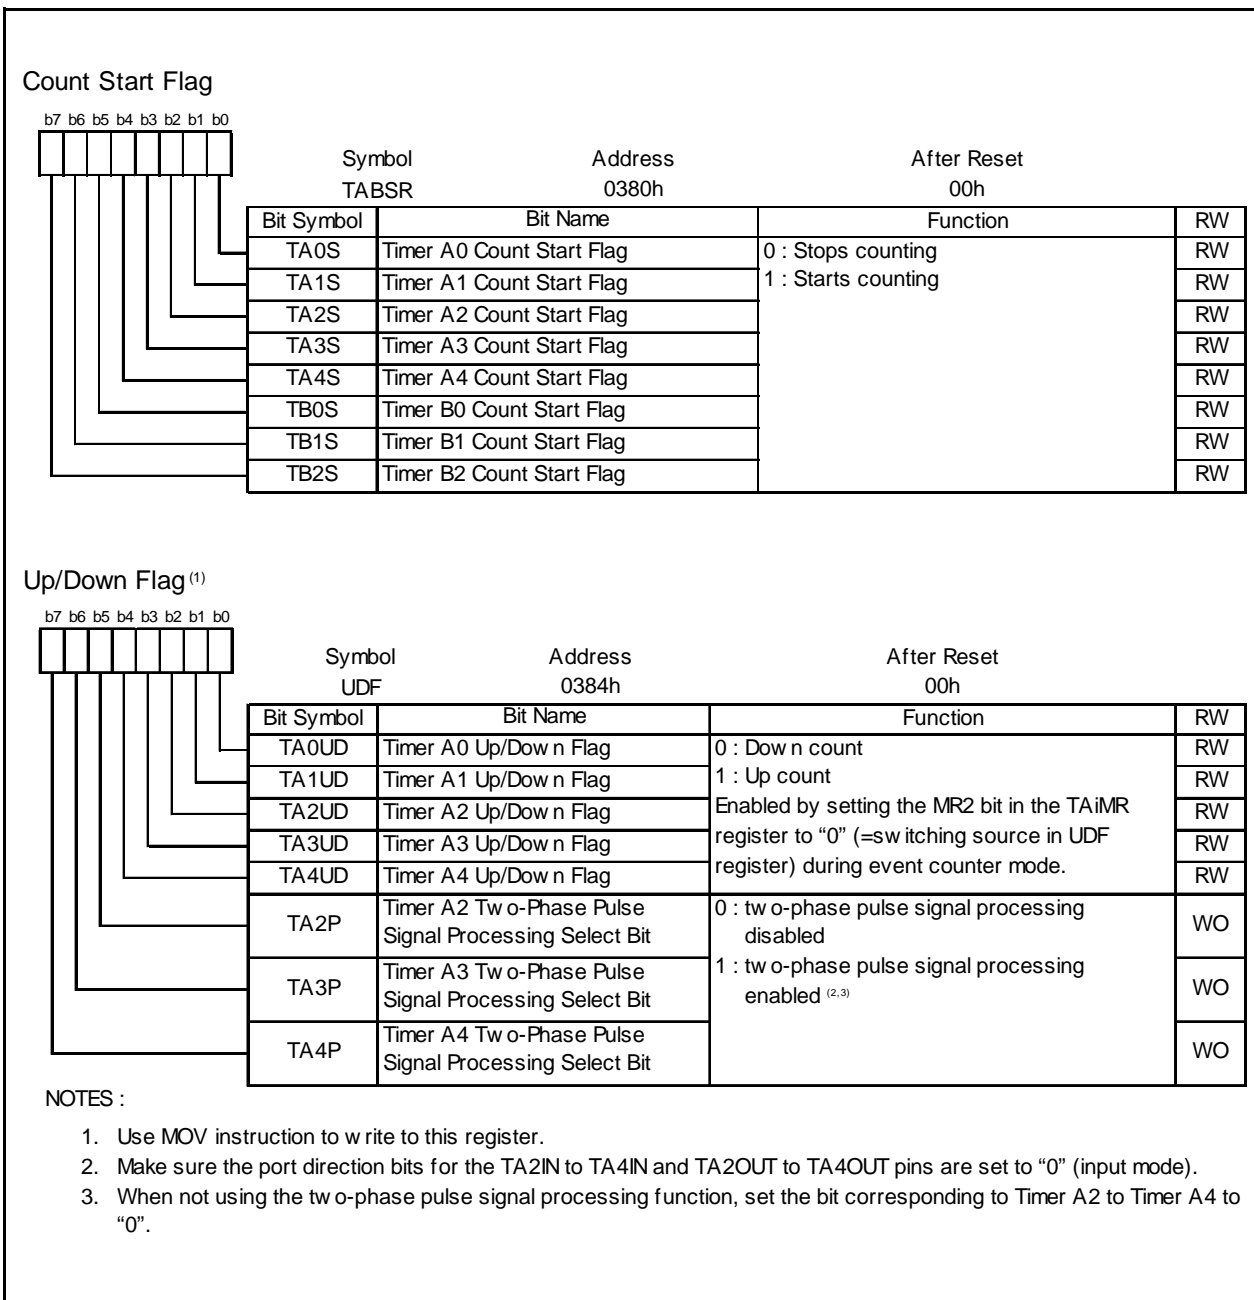 Count Start Flag
b7 b6 b5 b4 b3 b2 b1 b0
Symbol Address After Reset
TABSR 0380h 00h
Bit Symbol Bit Name Function RW
TA0S Timer A0 Count Start Flag 0 : Stops counting RW
TA1S Timer A1 Count Start Flag 1 : Starts counting RW
TA2S Timer A2 Count Start Flag RW
TA3S Timer A3 Count Start Flag RW
TA4S Timer A4 Count Start Flag RW
TB0S Timer B0 Count Start Flag RW
TB1S Timer B1 Count Start Flag RW
TB2S Timer B2 Count Start Flag RW
Up/Down Flag (1)
b7 b6 b5 b4 b3 b2 b1 b0
Symbol Address After Reset
UDF 0384h 00h
Bit Symbol Bit Name Function RW
TA0UD Timer A0 Up/Down Flag 0 : Down count RW
TA1UD Timer A1 Up/Down Flag 1 : Up count RW
TA2UD Timer A2 Up/Down Flag Enabled by setting the MR2 bit in the TAiMR RW
TA3UD Timer A3 Up/Down Flag register to “0” (=switching source in UDF RW
TA4UD Timer A4 Up/Down Flag register) during event counter mode. RW
TA2P Timer A2 Two-Phase Pulse 0 : two-phase pulse signal processing WO
Signal Processing Select Bit disabled
TA3P Timer A3 Two-Phase Pulse 1 : two-phase pulse signal processing WO
Signal Processing Select Bit enabled (2,3)
TA4P Timer A4 Two-Phase Pulse WO
Signal Processing Select Bit
NOTES :
1. Use MOV instruction to write to this register.
2. Make sure the port direction bits for the TA2IN to TA4IN and TA2OUT to TA4OUT pins are set to “0” (input mode).
3. When not using the two-phase pulse signal processing function, set the bit corresponding to Timer A2 to Timer A4 to
“0”.